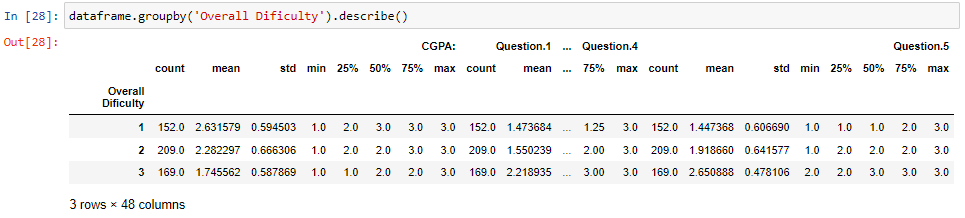 In [28]: dataframe.groupby('Overall Dificulty').describe()
Out[28]:
CGPA: Question.1 ... Question.4 Question.5
count mean std min 25% 50% 75% max count mean ... 75% max count mean std min 25% 50% 75% max
Overall
Dificulty
1 152.0 2.631579 0.594503 1.0 2.0 3.0 3.0 3.0 152.0 1.473684 ... 1.25 3.0 152.0 1.447368 0.606690 1.0 1.0 1.0 2.0 3.0
2 209.0 2.282297 0.666306 1.0 2.0 2.0 3.0 3.0 209.0 1.550239 ... 2.00 3.0 209.0 1.918660 0.641577 1.0 2.0 2.0 2.0 3.0
3 169.0 1.745562 0.587869 1.0 1.0 2.0 2.0 3.0 169.0 2.218935 ... 3.00 3.0 169.0 2.650888 0.478106 2.0 2.0 3.0 3.0 3.0
3 rows × 48 columns